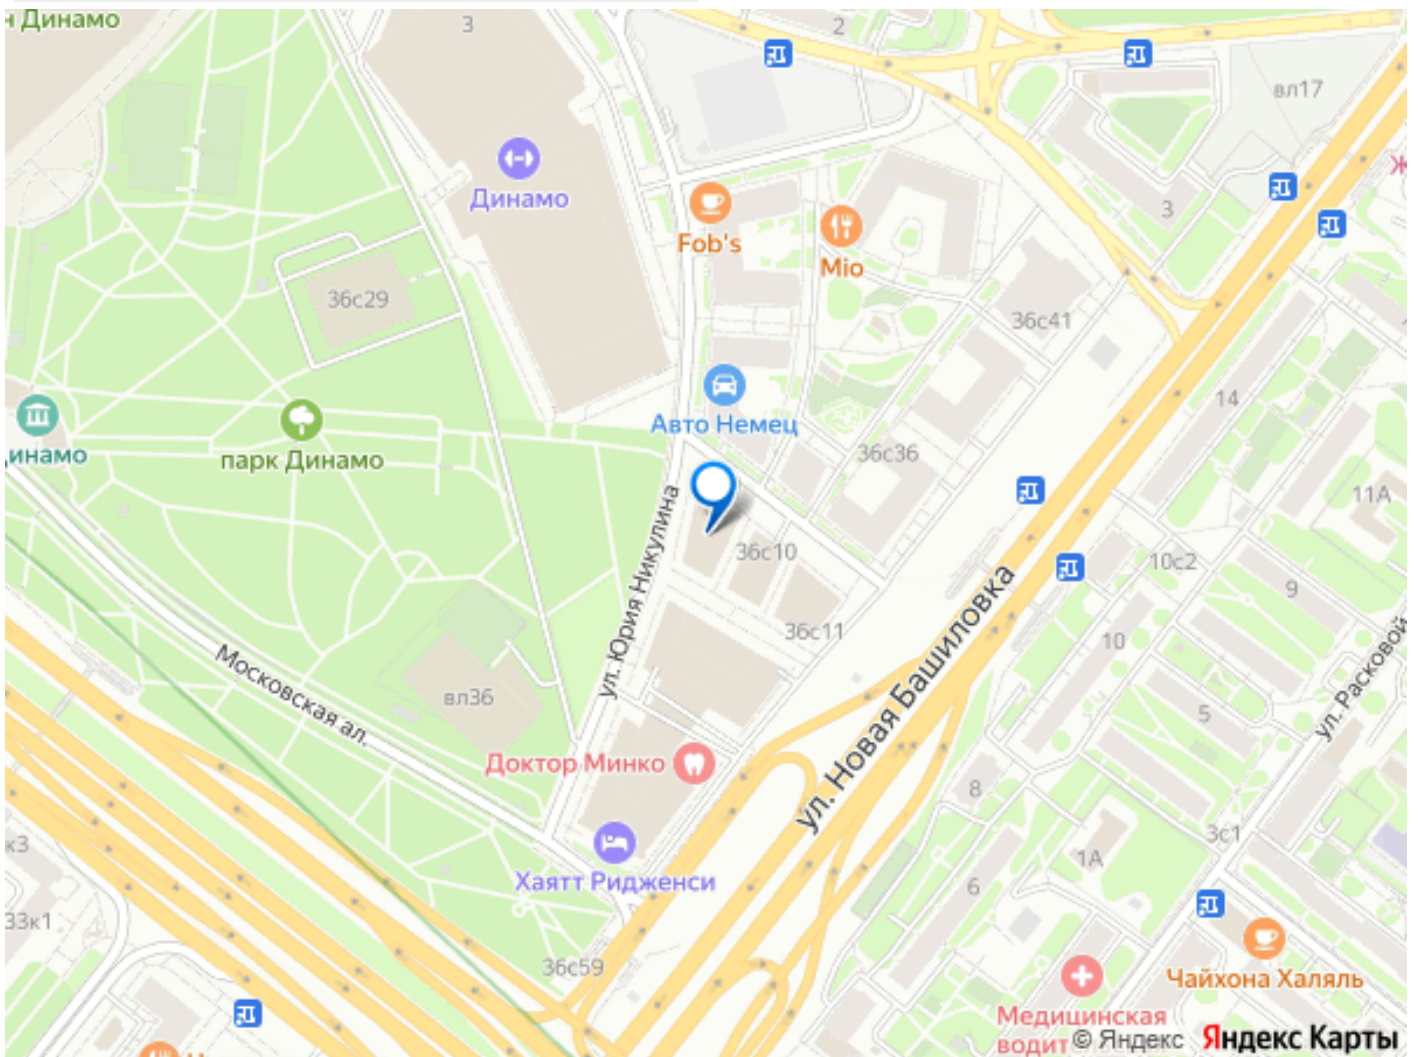 н Динамо
3
2
вл17
Динамо
3
Fob's
Mio
36с29
36с41
14
Авто Немец
динамо
парк Динамо
36с36
11А
ул. Юрия Никулина
36с10
10с2
9
ул. Новая Башиловка
36с11
10
ул. Расковой
Московская ал.
вл36
5
Доктор Минко
8
к3
3с1
1А
Хаятт Ридженси
6
33к1
36с59
Чайхона Халяль
Медицинская
водит
© Яндекс
Яндекс Карты